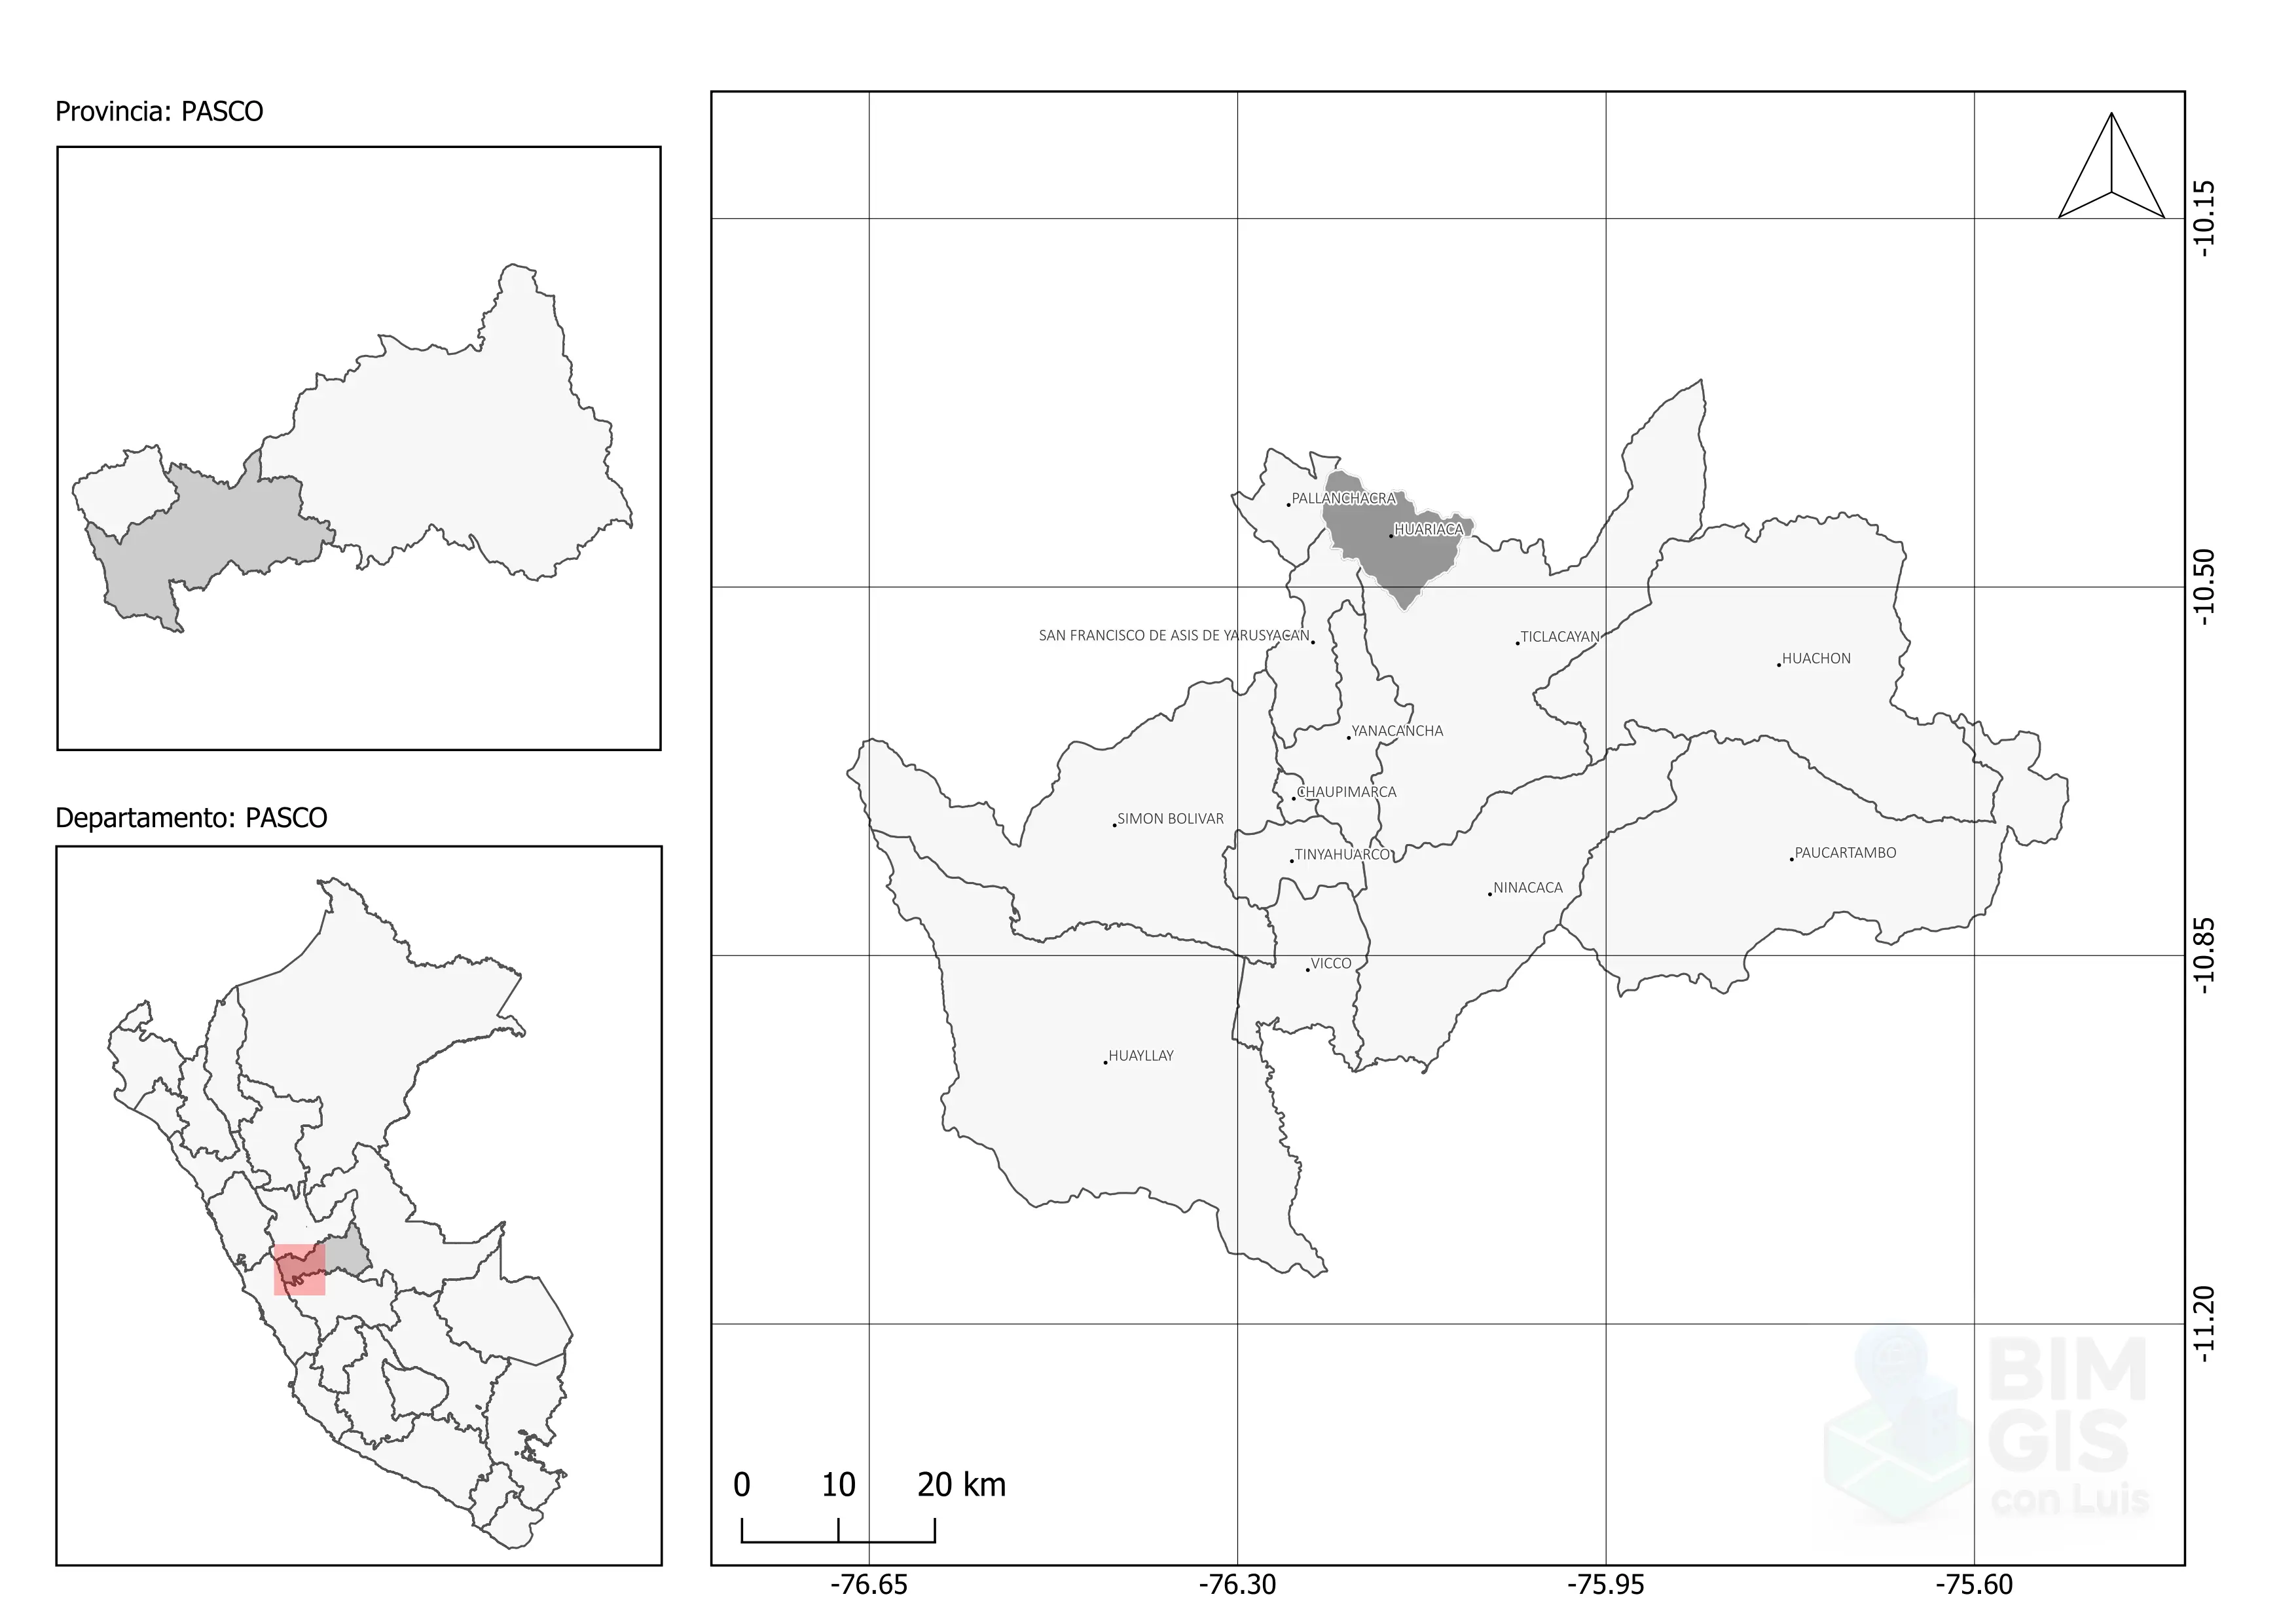 Provincia: PASCO
Departamento: PASCO
PALLANCHACRA
HUARIACA
SAN FRANCISCO DE ASIS DE YARUSYACAN
TICLACAYAN
HUACHON
YANACANCHA
CHAUPIMARCA
SIMON BOLIVAR
TINYAHUARCO
PAUCARTAMBO
NINACACA
VICCO
HUAYLLAY
-10.15
-10.50
-10.85
-11.20
0 10 20 km
-76.65 -76.30 -75.95 -75.60
BIM
GIS
con Luis